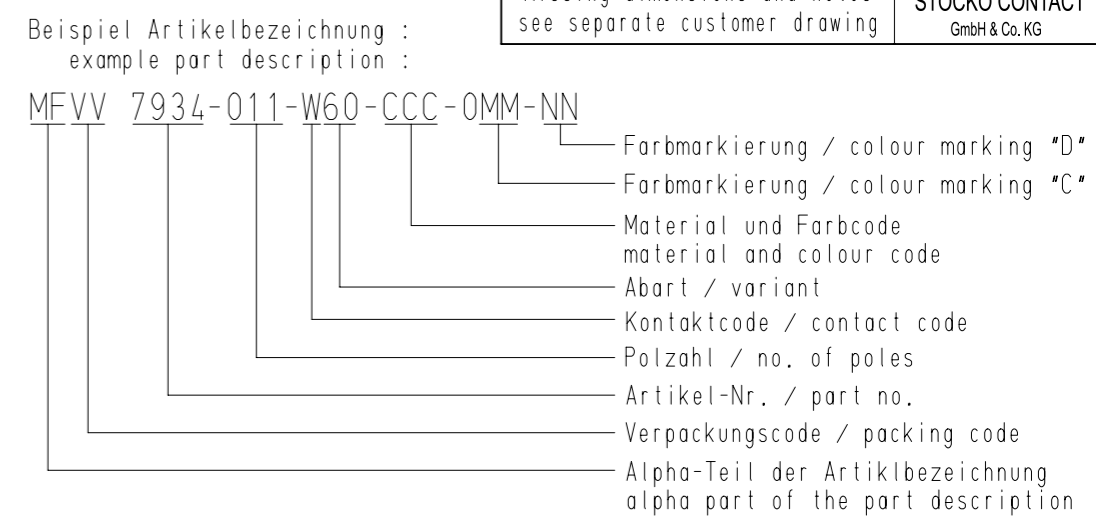 see separate customer drawing
STOCKO CONTACT
GmbH & Co. KG
Beispiel Artikelbezeichnung :
example part description :
MFVV 7934-011-W60-CCC-0MM-NN
Farbmarkierung / colour marking "D"
Farbmarkierung / colour marking "C"
Material und Farbcode
material and colour code
Abart / variant
Kontaktcode / contact code
Polzahl / no. of poles
Artikel-Nr. / part no.
Verpackungscode / packing code
Alpha-Teil der Artiklbezeichnung
alpha part of the part description